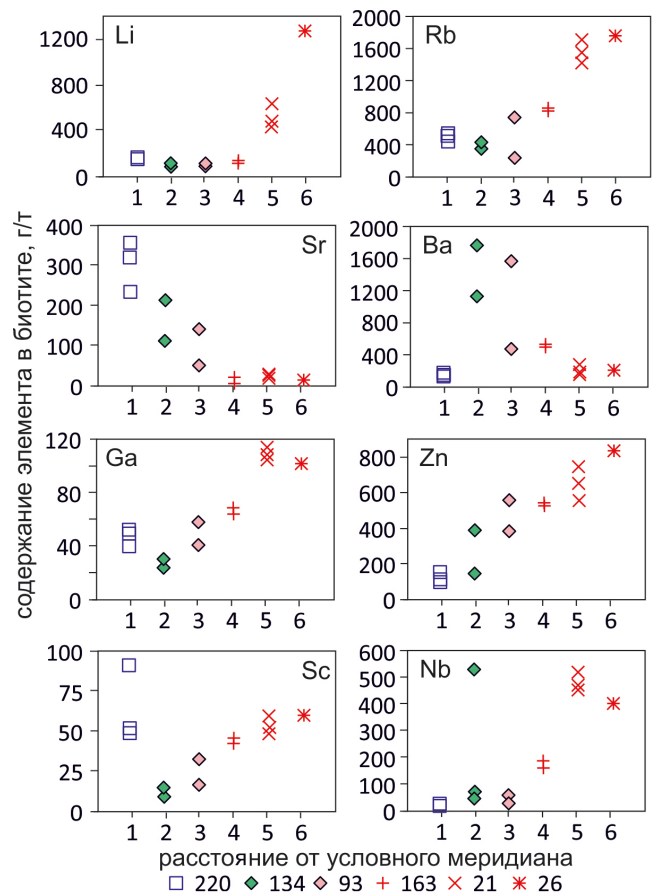 содержание элемента в биотите, г/т
Li
1200
800
400
0
1 2 3 4 5 6
Rb
2000
1600
1200
800
400
0
1 2 3 4 5 6
Sr
400
300
200
100
0
1 2 3 4 5 6
Ba
2000
1600
1200
800
400
0
1 2 3 4 5 6
Ga
120
80
40
0
1 2 3 4 5 6
Zn
800
600
400
200
0
1 2 3 4 5 6
Sc
100
75
50
25
0
1 2 3 4 5 6
Nb
600
500
400
300
200
100
0
1 2 3 4 5 6
расстояние от условного меридиана
220 134 93 163 21 26